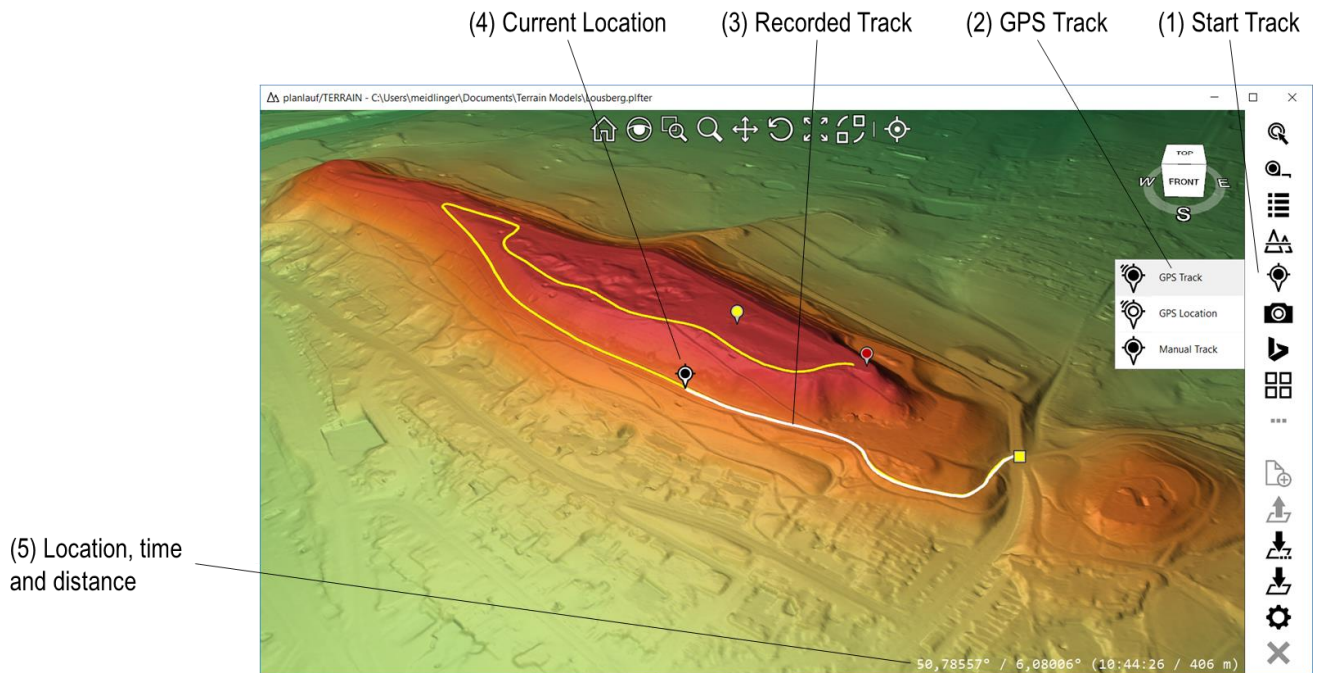 (4) Current Location
(3) Recorded Track
(2) GPS Track
(1) Start Track
planlauf/TERRAIN - C:\Users\meidlinger\Documents\Terrain Models\Lousberg.plfter
TOP
W
FRONT
E
S
GPS Track
GPS Location
Manual Track
(5) Location, time
and distance
50,78557° / 6,08006° (10:44:26 / 406 m)